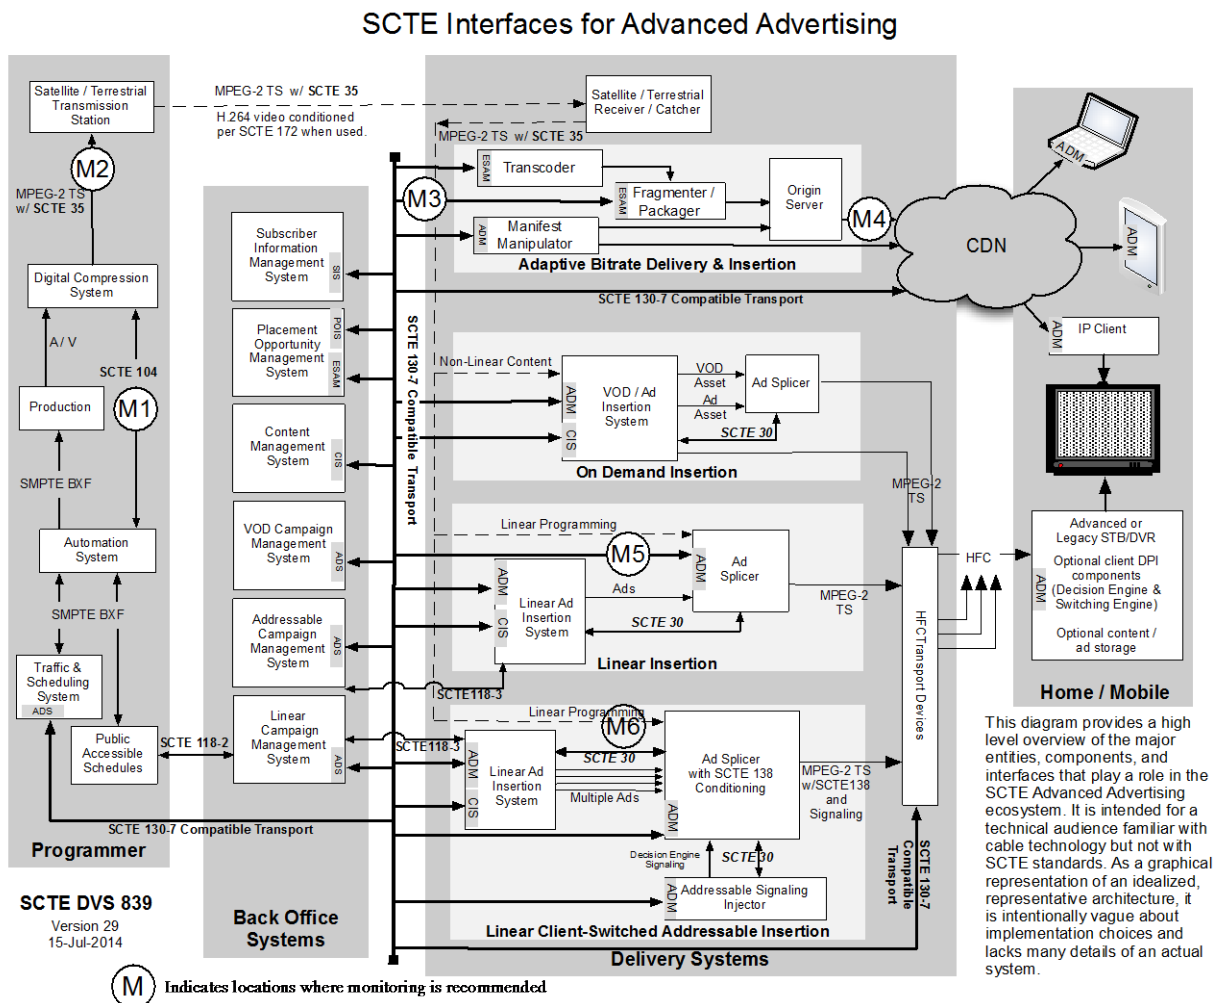 SCTE Interfaces for Advanced Advertising
Satellite / Terrestrial
Transmission
Station
M2
MPEG-2 TS
w/ SCTE 35
Digital Compression
System
A / V
SCTE 104
Production
M1
SMPTE BXF
Automation
System
SMPTE BXF
Traffic &
Scheduling
System
ADS
Public
Accessible
Schedules
Programmer
SCTE DVS 839
Version 29
15-Jul-2014
MPEG-2 TS w/ SCTE 35
H.264 video conditioned
per SCTE 172 when used.
Subscriber
Information
Management
System
SIS
Placement
Opportunity
Management
System
POIS
ESAM
Content
Management
System
CIS
VOD Campaign
Management
System
ADS
Addressable
Campaign
Management
System
ADS
Linear
Campaign
Management
System
ADS
SCTE 118-2
SCTE 130-7 Compatible Transport
Back Office
Systems
SCTE 130-7 Compatible Transport
Satellite / Terrestrial
Receiver / Catcher
MPEG-2 TS w/ SCTE 35
M3
ESAM
Transcoder
ESAM
Fragmenter /
Packager
ADM
Manifest
Manipulator
Origin
Server
M4
Adaptive Bitrate Delivery & Insertion
SCTE 130-7 Compatible Transport
Non-Linear Content
ADM
CIS
VOD / Ad
Insertion
System
VOD
Asset
Ad
Asset
Ad Splicer
SCTE 30
On Demand Insertion
MPEG-2
TS
Linear Programming
M5
ADM
Ad
Splicer
ADM
CIS
Linear Ad
Insertion
System
Ads
SCTE 30
MPEG-2
TS
Linear Insertion
SCTE118-3
Linear Programming
M6
SCTE118-3
ADM
CIS
Linear Ad
Insertion
System
SCTE 30
Multiple Ads
ADM
Ad Splicer
with SCTE 138
Conditioning
MPEG-2 TS
w/SCTE138
and
Signaling
Decision Engine
Signaling
SCTE 30
ADM
Addressable Signaling
Injector
Linear Client-Switched Addressable Insertion
Delivery Systems
HFCTransport Devices
SCTE 130-7
Compatible
Transport
HFC
CDN
ADM
ADM
ADM
IP Client
ADM
Advanced or
Legacy STB/DVR
Optional client DPI
components
(Decision Engine &
Switching Engine)
Optional content /
ad storage
Home / Mobile
This diagram provides a high
level overview of the major
entities, components, and
interfaces that play a role in the
SCTE Advanced Advertising
ecosystem. It is intended for a
technical audience familiar with
cable technology but not with
SCTE standards. As a graphical
representation of an idealized,
representative architecture, it
is intentionally vague about
implementation choices and
lacks many details of an actual
system.
M
Indicates locations where monitoring is recommended